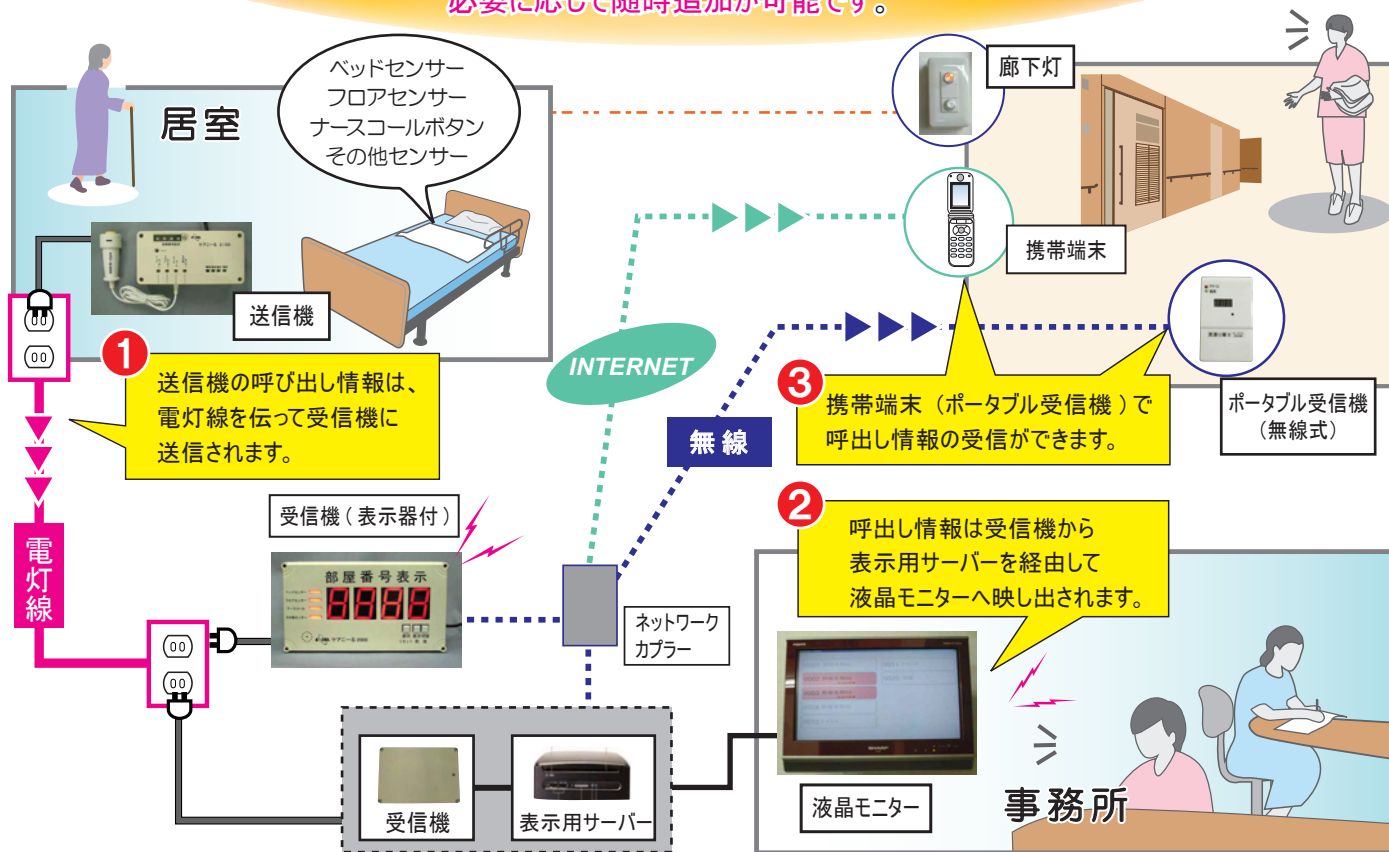 必要に応じて随時追加が可能です。
居室
ベッドセンサー
フロアセンサー
ナースコールボタン
その他センサー
廊下灯
携帯端末
送信機
INTERNET
無線
ポータブル受信機
(無線式)
1
送信機の呼び出し情報は、
電灯線を伝って受信機に
送信されます。
3
携帯端末(ポータブル受信機)で
呼出し情報の受信ができます。
電灯線
受信機(表示器付)
部屋番号表示
8888
ネットワーク
カプラー
2
呼出し情報は受信機から
表示用サーバーを経由して
液晶モニターへ映し出されます。
SHARP
受信機
表示用サーバー
液晶モニター
事務所